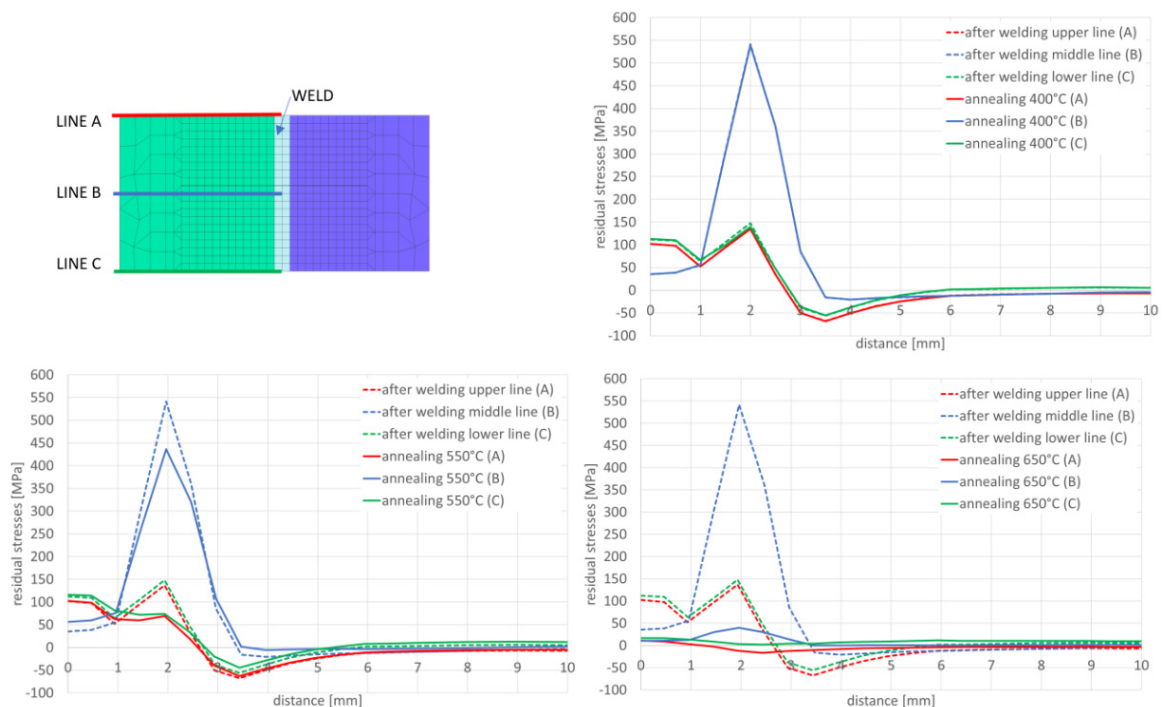 WELD
LINE A
LINE B
LINE C
residual stresses [MPa]
600
550
500
450
400
350
300
250
200
150
100
50
0
-50
-100
after welding upper line (A)
after welding middle line (B)
after welding lower line (C)
annealing 400°C (A)
annealing 400°C (B)
annealing 400°C (C)
0 1 2 3 4 5 6 7 8 9 10
distance [mm]
residual stresses [MPa]
600
550
500
450
400
350
300
250
200
150
100
50
0
-50
-100
after welding upper line (A)
after welding middle line (B)
after welding lower line (C)
annealing 550°C (A)
annealing 550°C (B)
annealing 550°C (C)
0 1 2 3 4 5 6 7 8 9 10
distance [mm]
residual stresses [MPa]
600
550
500
450
400
350
300
250
200
150
100
50
0
-50
-100
after welding upper line (A)
after welding middle line (B)
after welding lower line (C)
annealing 650°C (A)
annealing 650°C (B)
annealing 650°C (C)
0 1 2 3 4 5 6 7 8 9 10
distance [mm]